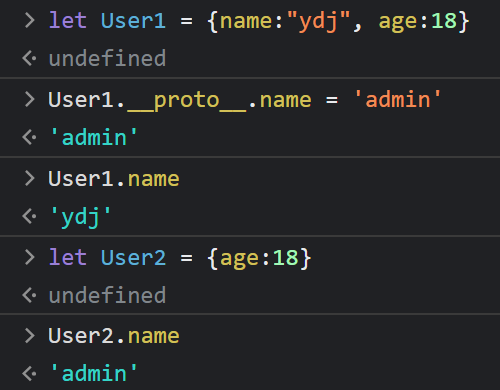 > let User1 = {name:"ydj", age:18}
<· undefined
> User1.__proto__.name = 'admin'
<· 'admin'
> User1.name
<· 'ydj'
> let User2 = {age:18}
<· undefined
> User2.name
<· 'admin'